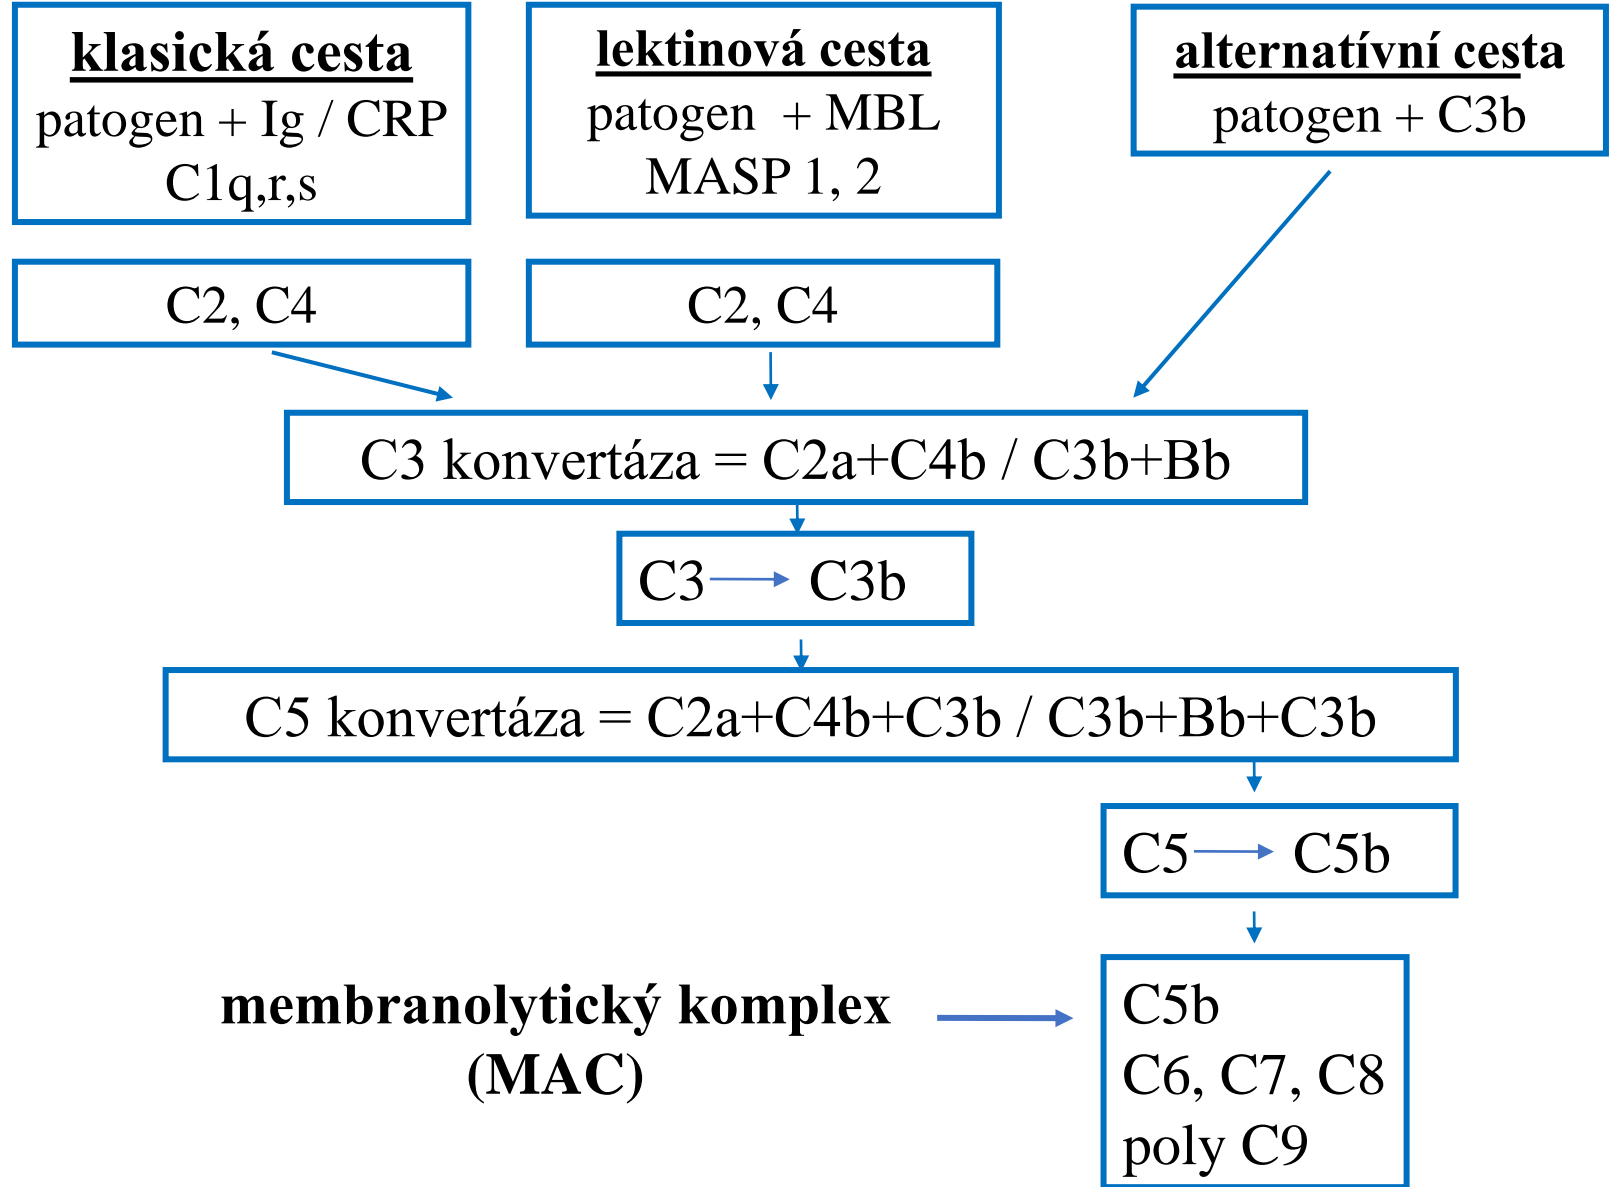 klasická cesta
patogen + Ig / CRP
C1q,r,s
lektinová cesta
patogen + MBL
MASP 1, 2
alternatívní cesta
patogen + C3b
C2, C4
C2, C4
C3 konvertáza = C2a+C4b / C3b+Bb
C3 C3b
C5 konvertáza = C2a+C4b+C3b / C3b+Bb+C3b
C5 C5b
membranolytický komplex
(MAC)
C5b
C6, C7, C8
poly C9